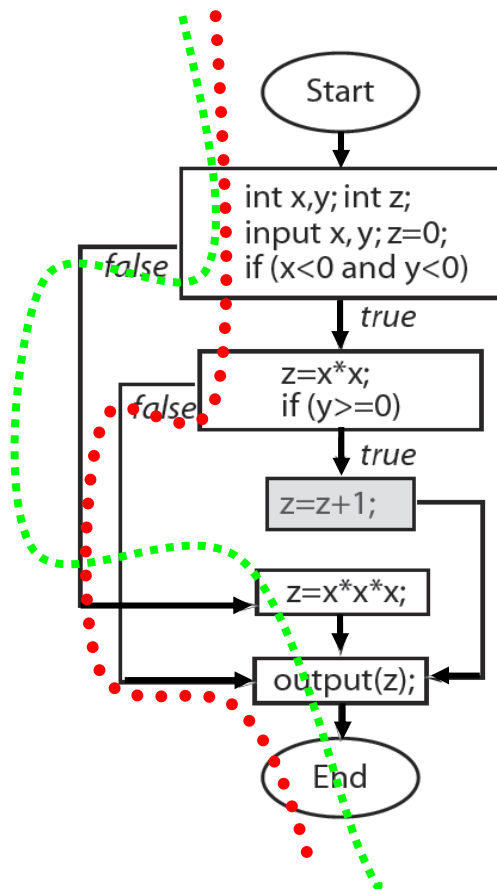 Start
int x,y; int z;
input x, y; z=0;
if (x<0 and y<0)
false
true
z=x*x;
if (y>=0)
false
true
z=z+1;
z=x*x*x;
output(z);
End